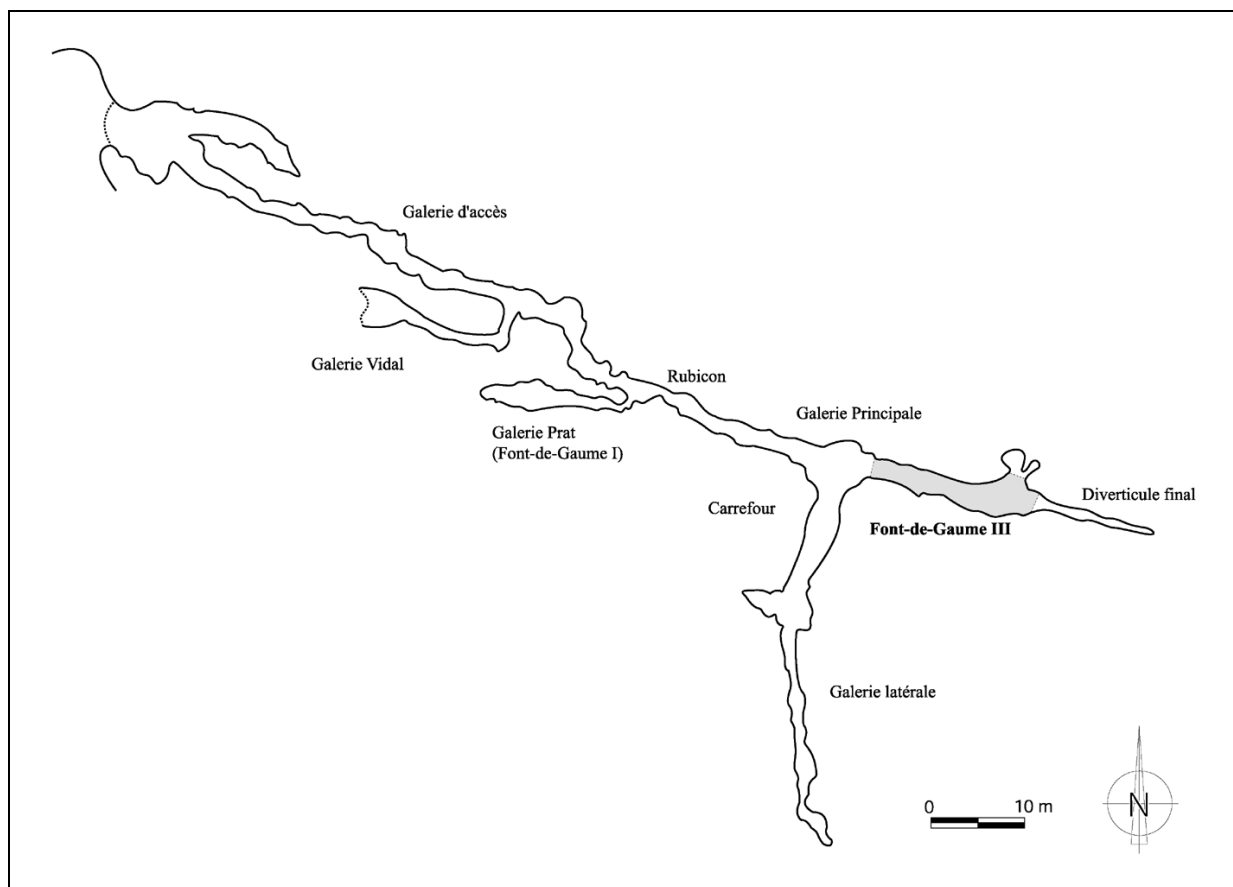 Galerie d'accès
Galerie Vidal
Rubicon
Galerie Prat
(Font-de-Gaume I)
Galerie Principale
Carrefour
Diverticule final
Font-de-Gaume III
Galerie latérale
0 10 m
N